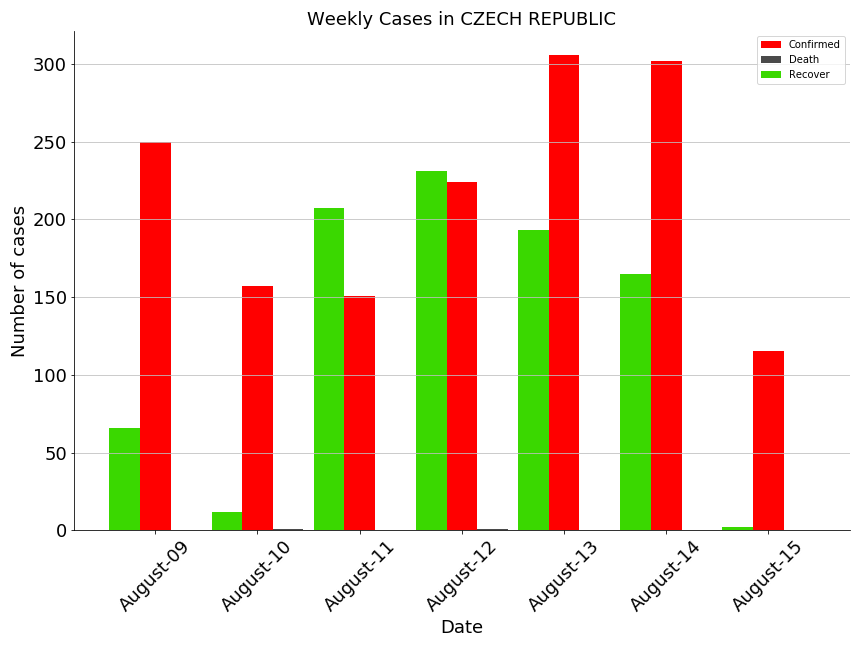 Weekly Cases in CZECH REPUBLIC
Confirmed
Death
Recover
Number of cases
300
250
200
150
100
50
0
August-09
August-10
August-11
August-12
August-13
August-14
August-15
Date